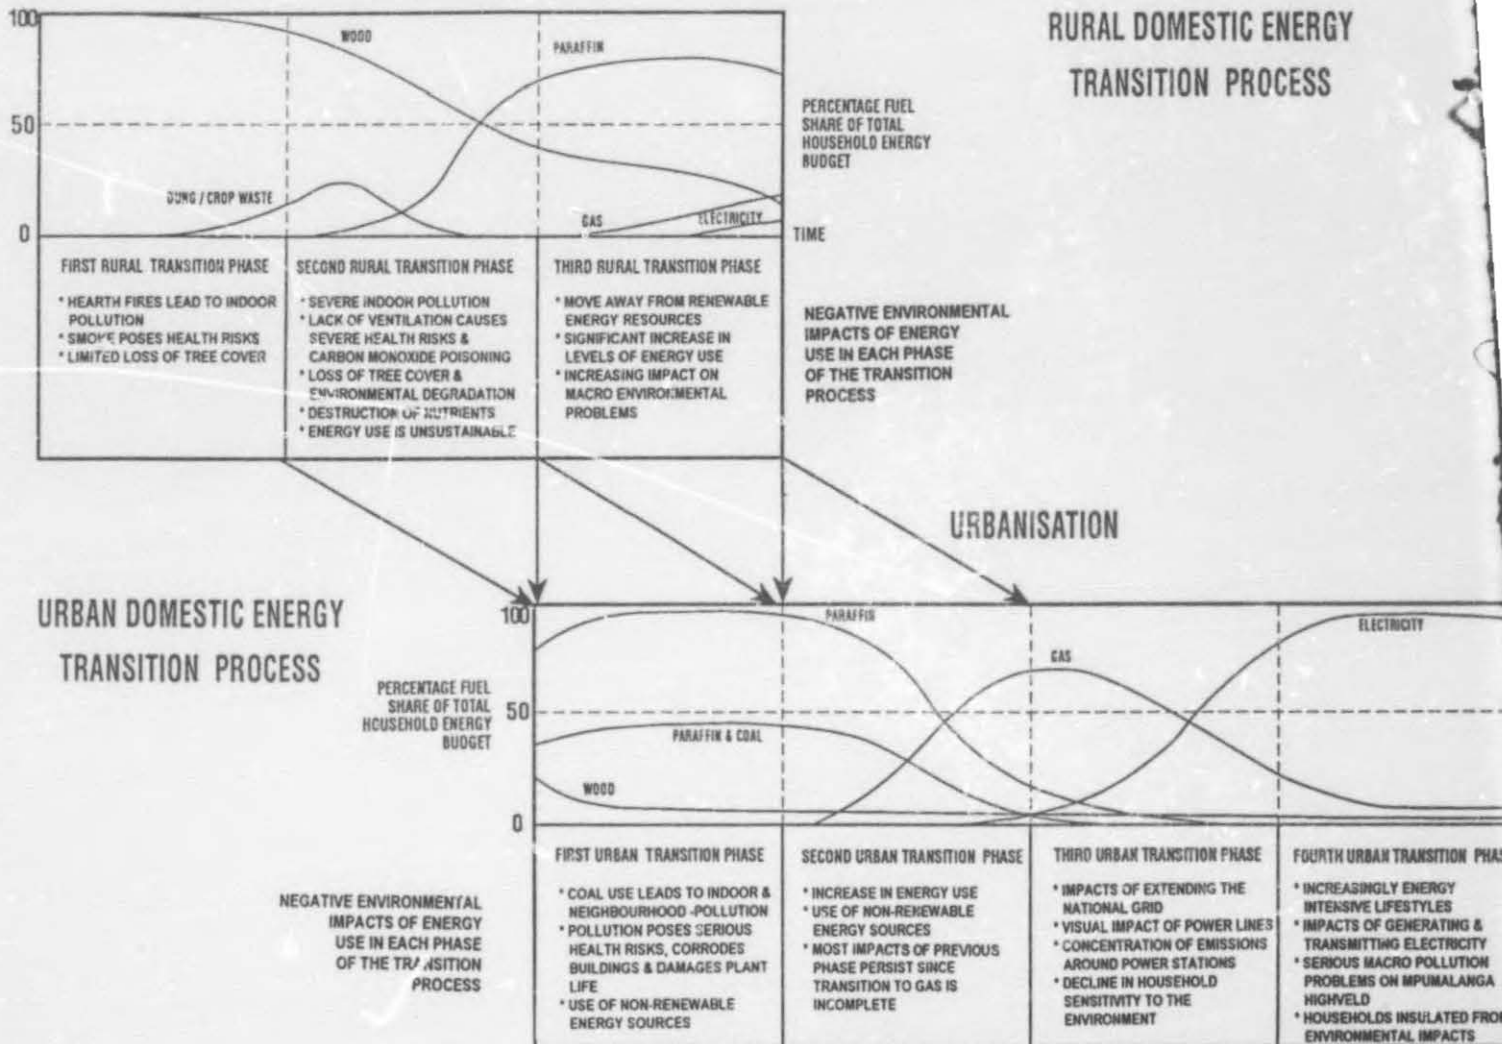 RURAL DOMESTIC ENERGY
TRANSITION PROCESS
100
50
0
WOOD
PARAFFIN
DUNG / CROP WASTE
GAS
ELECTRICITY
PERCENTAGE FUEL
SHARE OF TOTAL
HOUSEHOLD ENERGY
BUDGET
TIME
FIRST RURAL TRANSITION PHASE
* HEARTH FIRES LEAD TO INDOOR
POLLUTION
* SMOKE POSES HEALTH RISKS
* LIMITED LOSS OF TREE COVER
SECOND RURAL TRANSITION PHASE
* SEVERE INDOOR POLLUTION
* LACK OF VENTILATION CAUSES
SEVERE HEALTH RISKS &
CARBON MONOXIDE POISONING
* LOSS OF TREE COVER &
ENVIRONMENTAL DEGRADATION
* DESTRUCTION OF NUTRIENTS
* ENERGY USE IS UNSUSTAINABLE
THIRD RURAL TRANSITION PHASE
* MOVE AWAY FROM RENEWABLE
ENERGY RESOURCES
* SIGNIFICANT INCREASE IN
LEVELS OF ENERGY USE
* INCREASING IMPACT ON
MACRO ENVIRONMENTAL
PROBLEMS
NEGATIVE ENVIRONMENTAL
IMPACTS OF ENERGY
USE IN EACH PHASE
OF THE TRANSITION
PROCESS
URBANISATION
URBAN DOMESTIC ENERGY
TRANSITION PROCESS
PERCENTAGE FUEL
SHARE OF TOTAL
HOUSEHOLD ENERGY
BUDGET
100
50
0
PARAFFIN
GAS
ELECTRICITY
PARAFFIN & COAL
WOOD
NEGATIVE ENVIRONMENTAL
IMPACTS OF ENERGY
USE IN EACH PHASE
OF THE TRANSITION
PROCESS
FIRST URBAN TRANSITION PHASE
* COAL USE LEADS TO INDOOR &
NEIGHBOURHOOD -POLLUTION
* POLLUTION POSES SERIOUS
HEALTH RISKS, CORRODES
BUILDINGS & DAMAGES PLANT
LIFE
* USE OF NON-RENEWABLE
ENERGY SOURCES
SECOND URBAN TRANSITION PHASE
* INCREASE IN ENERGY USE
* USE OF NON-RENEWABLE
ENERGY SOURCES
* MOST IMPACTS OF PREVIOUS
PHASE PERSIST SINCE
TRANSITION TO GAS IS
INCOMPLETE
THIRD URBAN TRANSITION PHASE
* IMPACTS OF EXTENDING THE
NATIONAL GRID
* VISUAL IMPACT OF POWER LINES
* CONCENTRATION OF EMISSIONS
AROUND POWER STATIONS
* DECLINE IN HOUSEHOLD
SENSITIVITY TO THE
ENVIRONMENT
FOURTH URBAN TRANSITION PHAS
* INCREASINGLY ENERGY
INTENSIVE LIFESTYLES
* IMPACTS OF GENERATING &
TRANSMITTING ELECTRICITY
* SERIOUS MACRO POLLUTION
PROBLEMS ON MPUMALANGA
HIGHVELD
* HOUSEHOLDS INSULATED FROM
ENVIRONMENTAL IMPACTS